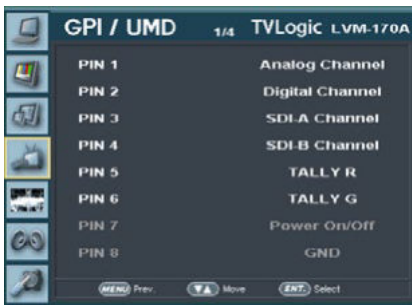 GPI / UMD 1/4 TVLogic LVM-170A
PIN 1 Analog Channel
PIN 2 Digital Channel
PIN 3 SDI-A Channel
PIN 4 SDI-B Channel
PIN 5 TALLY R
PIN 6 TALLY G
PIN 7 Power On/Off
PIN 8 GND
MENU Prev. ▼▲ Move ENT. Select